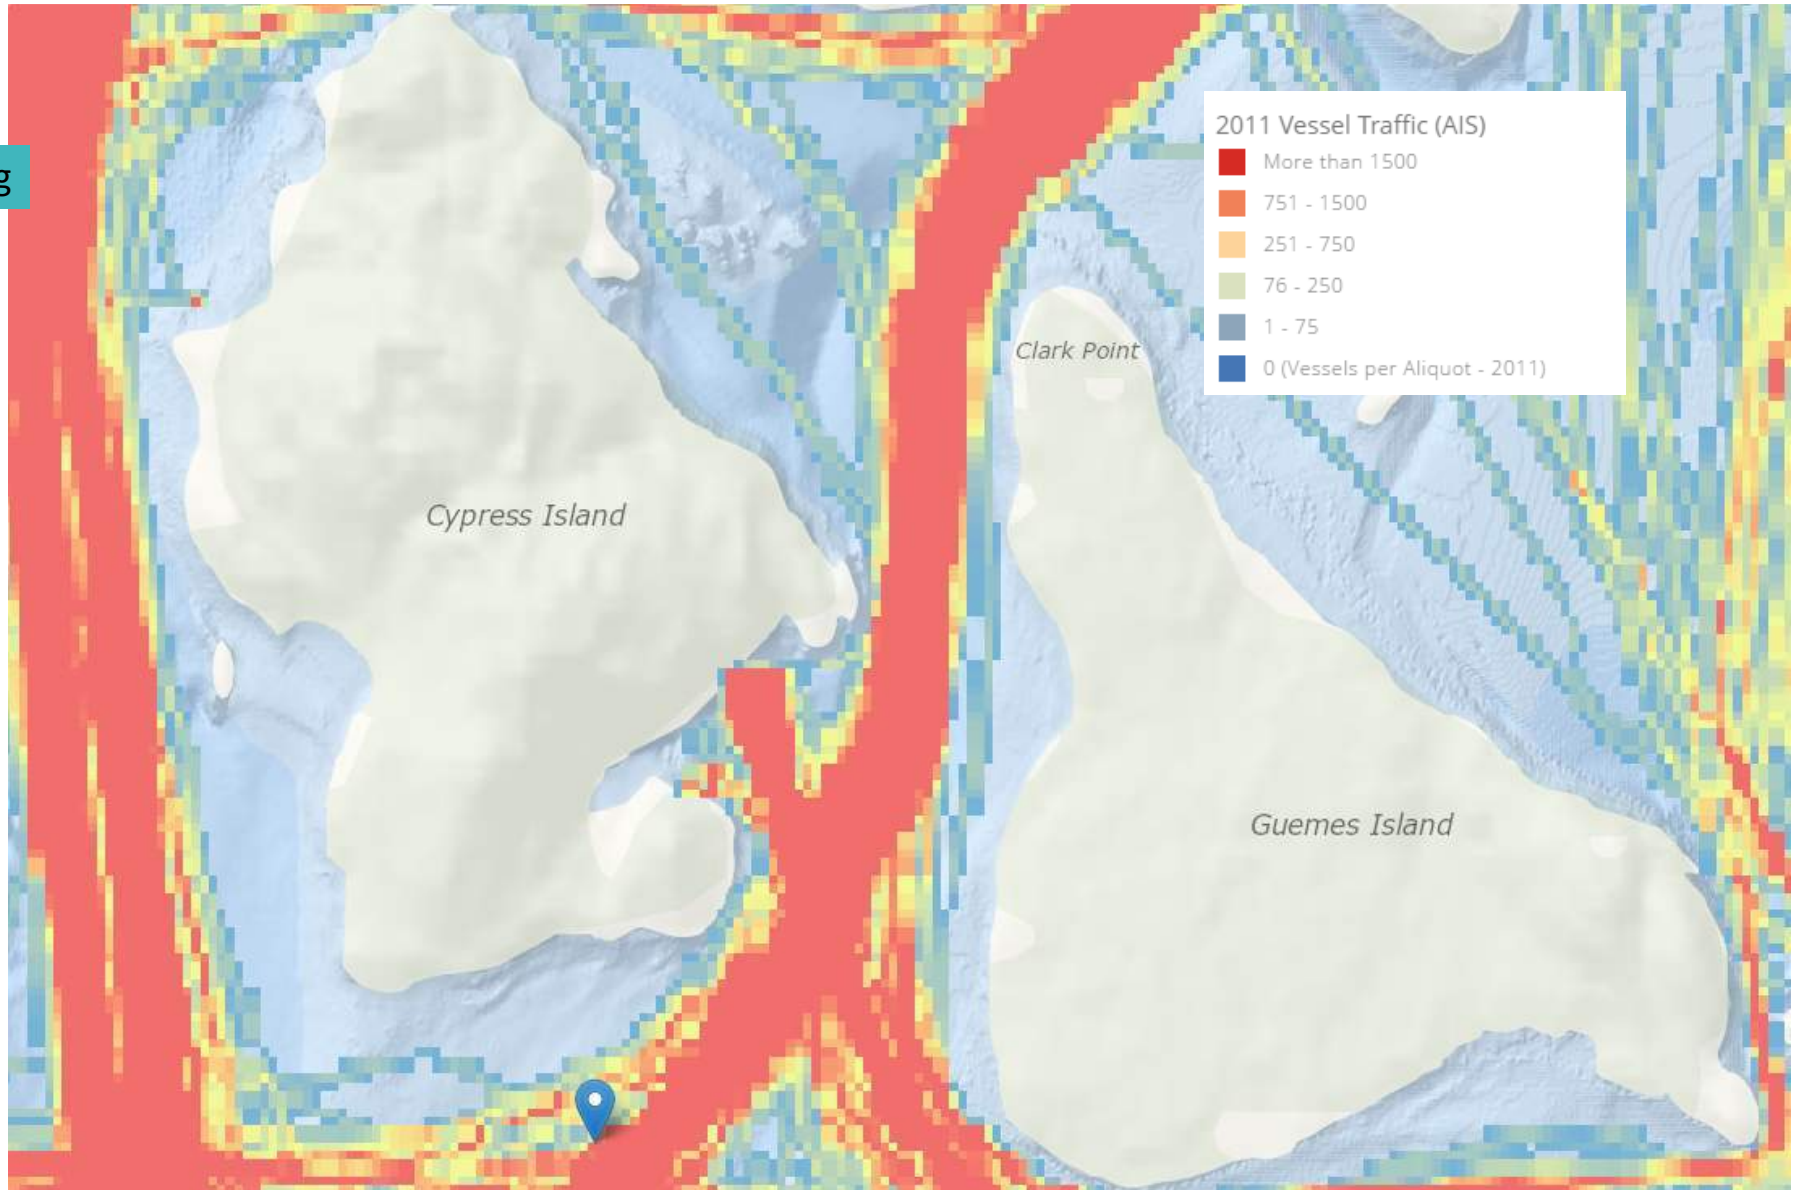 g
2011 Vessel Traffic (AIS)
More than 1500
751 - 1500
251 - 750
76 - 250
1 - 75
0 (Vessels per Aliquot - 2011)
Clark Point
Cypress Island
Guemes Island